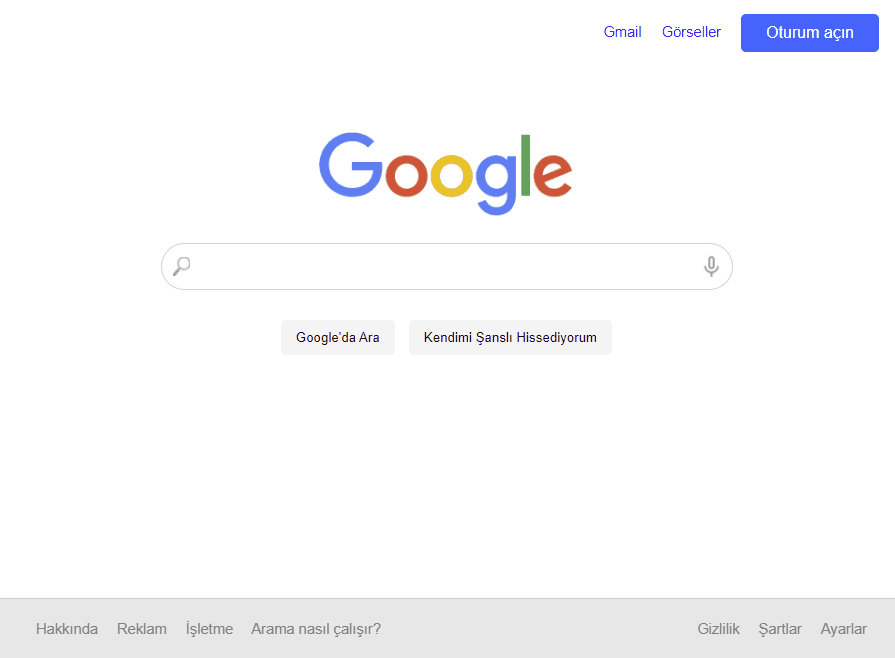 Gmail Görseller Oturum açın
Google
Google'da Ara Kendimi Şanslı Hissediyorum
Hakkında Reklam İşletme Arama nasıl çalışır? Gizlilik Şartlar Ayarlar